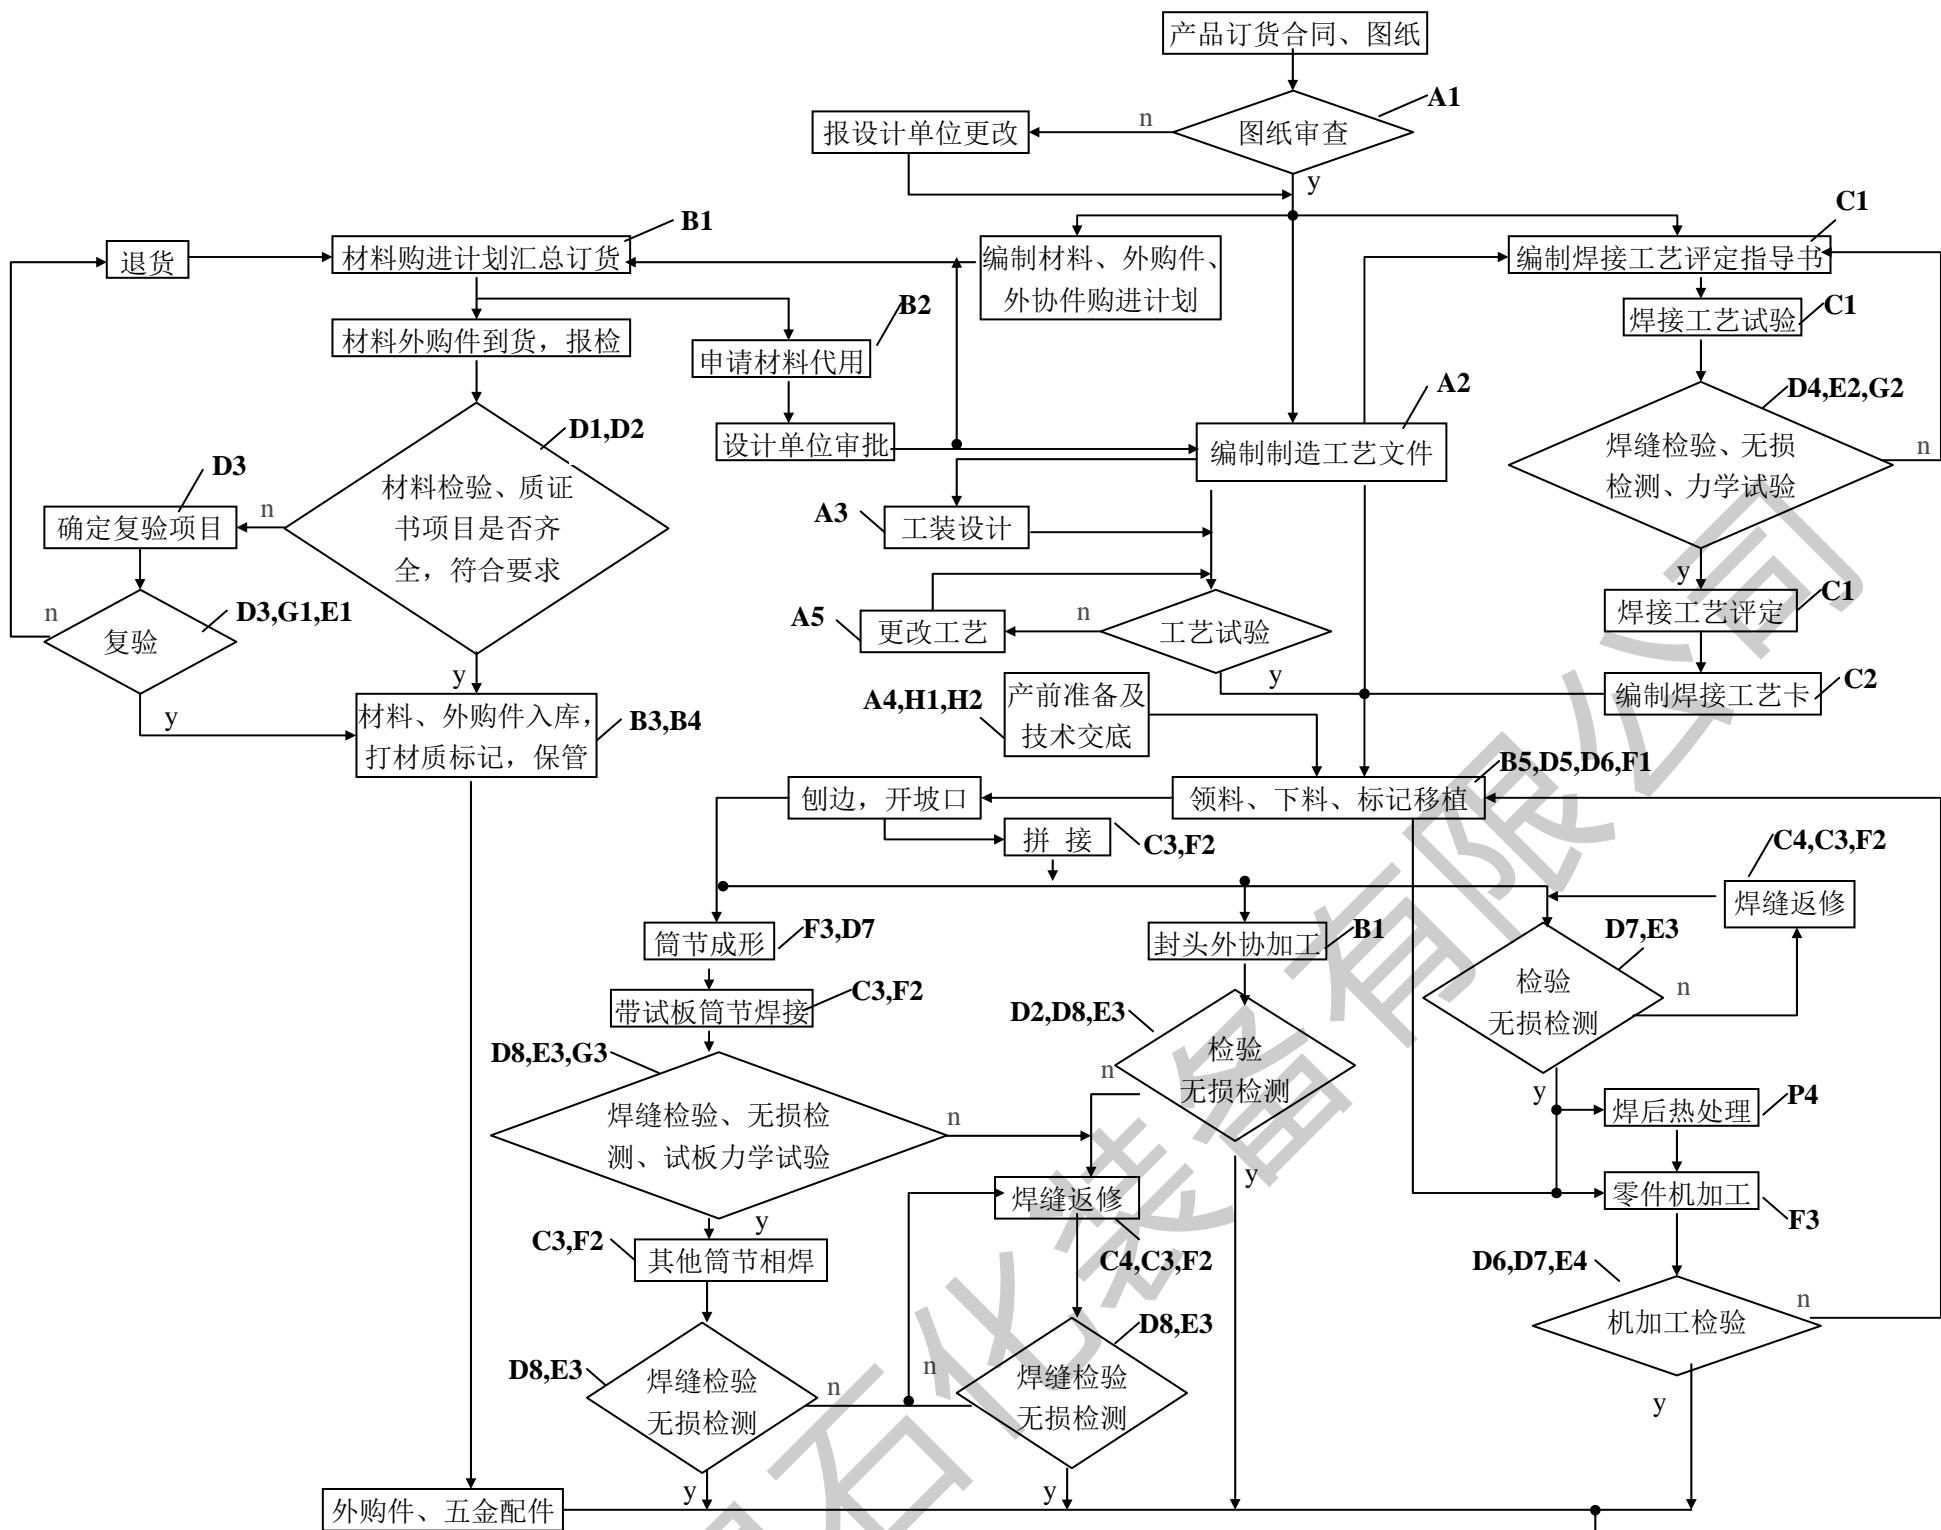 产品订货合同、图纸
A1
图纸审查
n
报设计单位更改
y
C1
B1
退货
材料购进计划汇总订货
编制材料、外购件、
外协件购进计划
编制焊接工艺评定指导书
B2
焊接工艺试验
C1
材料外购件到货，报检
申请材料代用
A2
D4,E2,G2
D1,D2
设计单位审批
编制制造工艺文件
焊缝检验、无损
检测、力学试验
n
D3
材料检验、质证
书项目是否齐
全，符合要求
n
确定复验项目
A3
工装设计
y
n
D3,G1,E1
复验
A5
更改工艺
n
工艺试验
焊接工艺评定
C1
y
y
编制焊接工艺卡
C2
A4,H1,H2
产前准备及
技术交底
y
材料、外购件入库，
打材质标记，保管
B3,B4
B5,D5,D6,F1
刨边，开坡口
领料、下料、标记移植
拼 接
C3,F2
C4,C3,F2
焊缝返修
筒节成形
F3,D7
封头外协加工
B1
D7,E3
检验
无损检测
n
带试板筒节焊接
C3,F2
D2,D8,E3
检验
无损检测
n
D8,E3,G3
焊缝检验、无损检
测、试板力学试验
n
y
焊后热处理
P4
y
焊缝返修
零件机加工
F3
y
C3,F2
其他筒节相焊
C4,C3,F2
D6,D7,E4
机加工检验
n
D8,E3
焊缝检验
无损检测
n
n
D8,E3
焊缝检验
无损检测
y
y
y
外购件、五金配件
石化装备有限公司